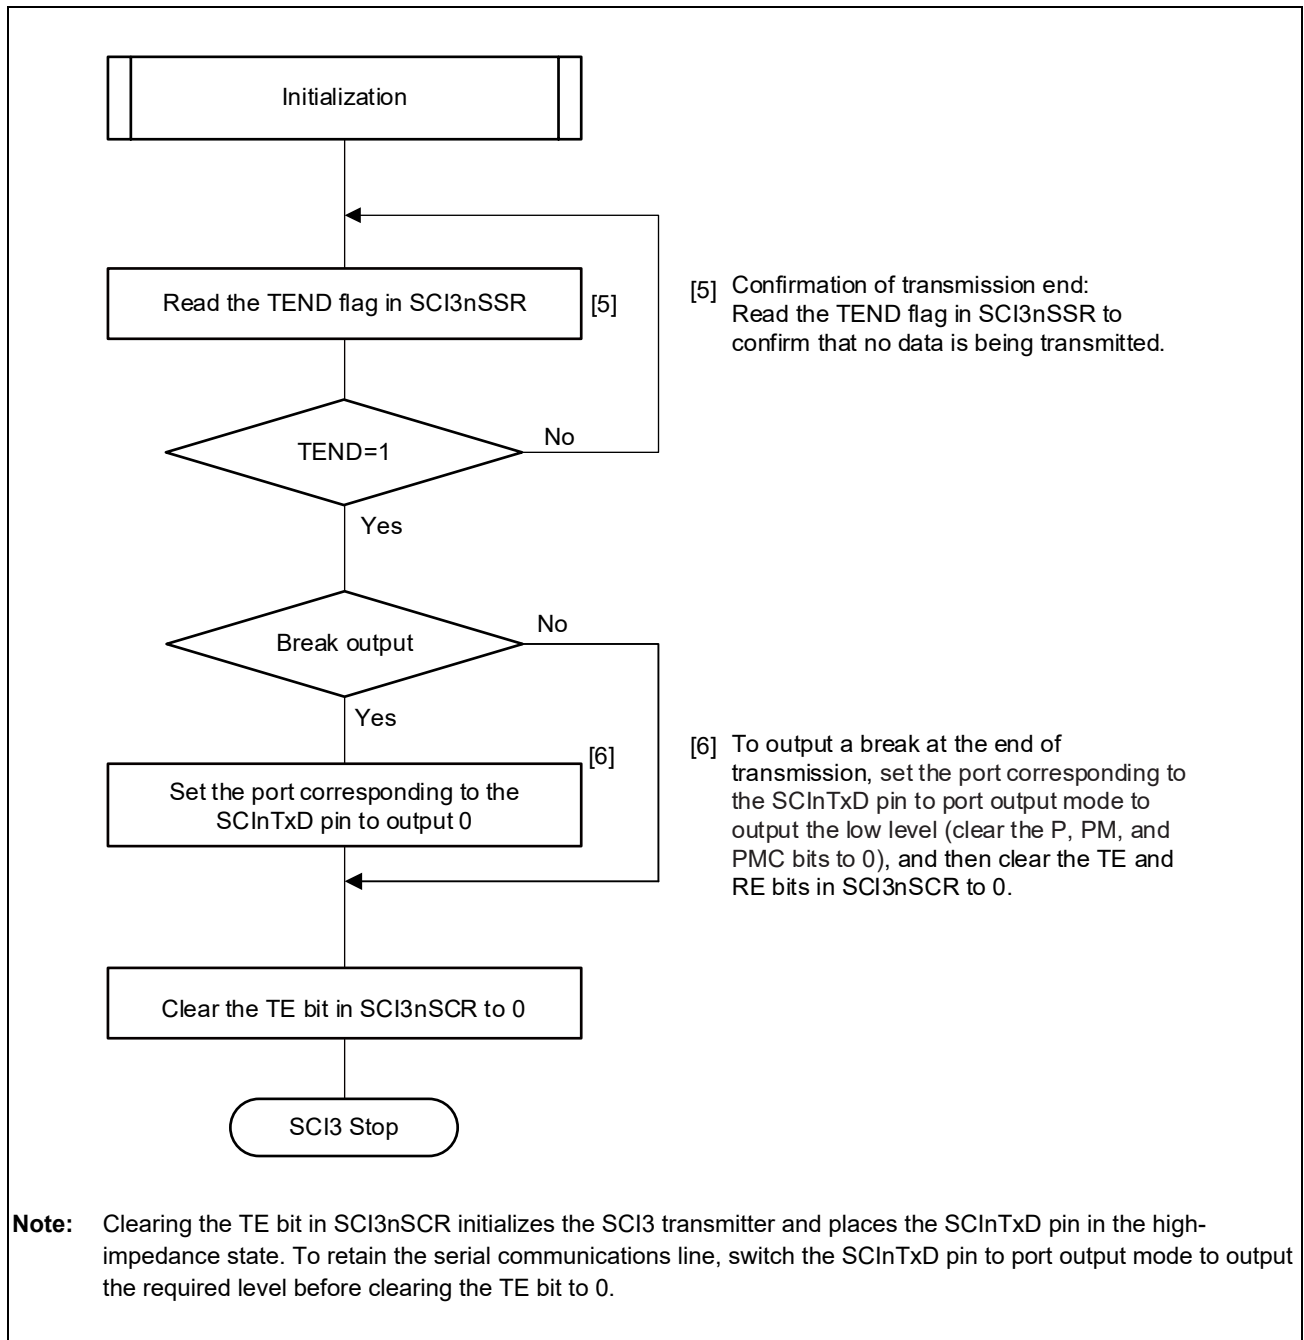 Initialization
Read the TEND flag in SCI3nSSR
[5]
[5] Confirmation of transmission end:
Read the TEND flag in SCI3nSSR to
confirm that no data is being transmitted.
TEND=1
No
Yes
Break output
No
Yes
[6]
Set the port corresponding to the
SCInTxD pin to output 0
[6] To output a break at the end of
transmission, set the port corresponding to
the SCInTxD pin to port output mode to
output the low level (clear the P, PM, and
PMC bits to 0), and then clear the TE and
RE bits in SCI3nSCR to 0.
Clear the TE bit in SCI3nSCR to 0
SCI3 Stop
Note: Clearing the TE bit in SCI3nSCR initializes the SCI3 transmitter and places the SCInTxD pin in the high-
impedance state. To retain the serial communications line, switch the SCInTxD pin to port output mode to output
the required level before clearing the TE bit to 0.